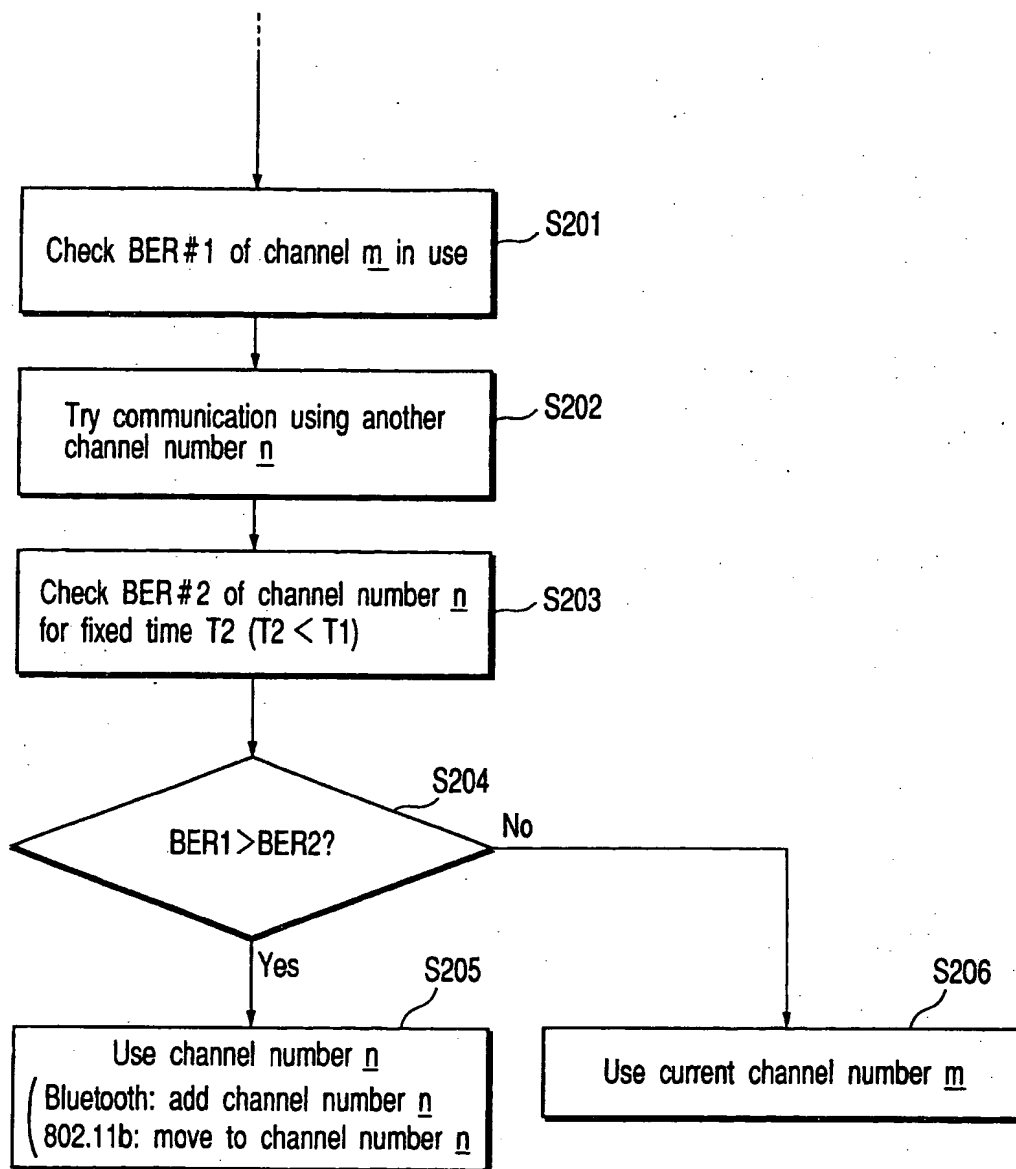 Check BER#1 of channel m in use
S201
Try communication using another
channel number n
S202
Check BER#2 of channel number n
for fixed time T2 (T2 < T1)
S203
S204
BER1>BER2?
No
Yes
S205
Use channel number n
(Bluetooth: add channel number n
802.11b: move to channel number n
S206
Use current channel number m